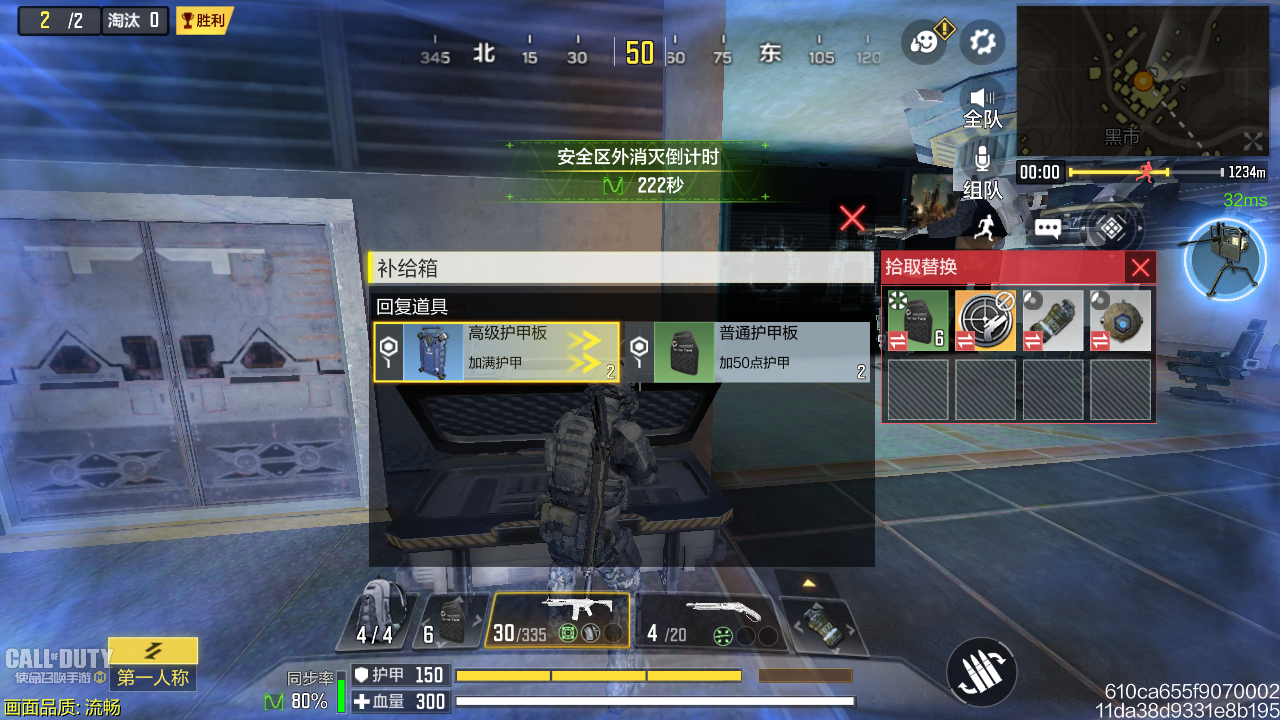 2 /2 淘汰 0 胜利
345 北 15 30 50 60 75 东 105 120
全队
黑市
安全区外消灭倒计时
222秒
00:00 1234m
组队
32ms
补给箱
拾取替换
回复道具
高级护甲板
加满护甲
2
普通护甲板
加50点护甲
2
6
4/4
6
30/335
4/20
CALL OF DUTY
使命召唤手游
第一人称
画面品质: 流畅
同步率
80%
护甲 150
血量 300
610ca655f9070002
11da38d9331e8b195